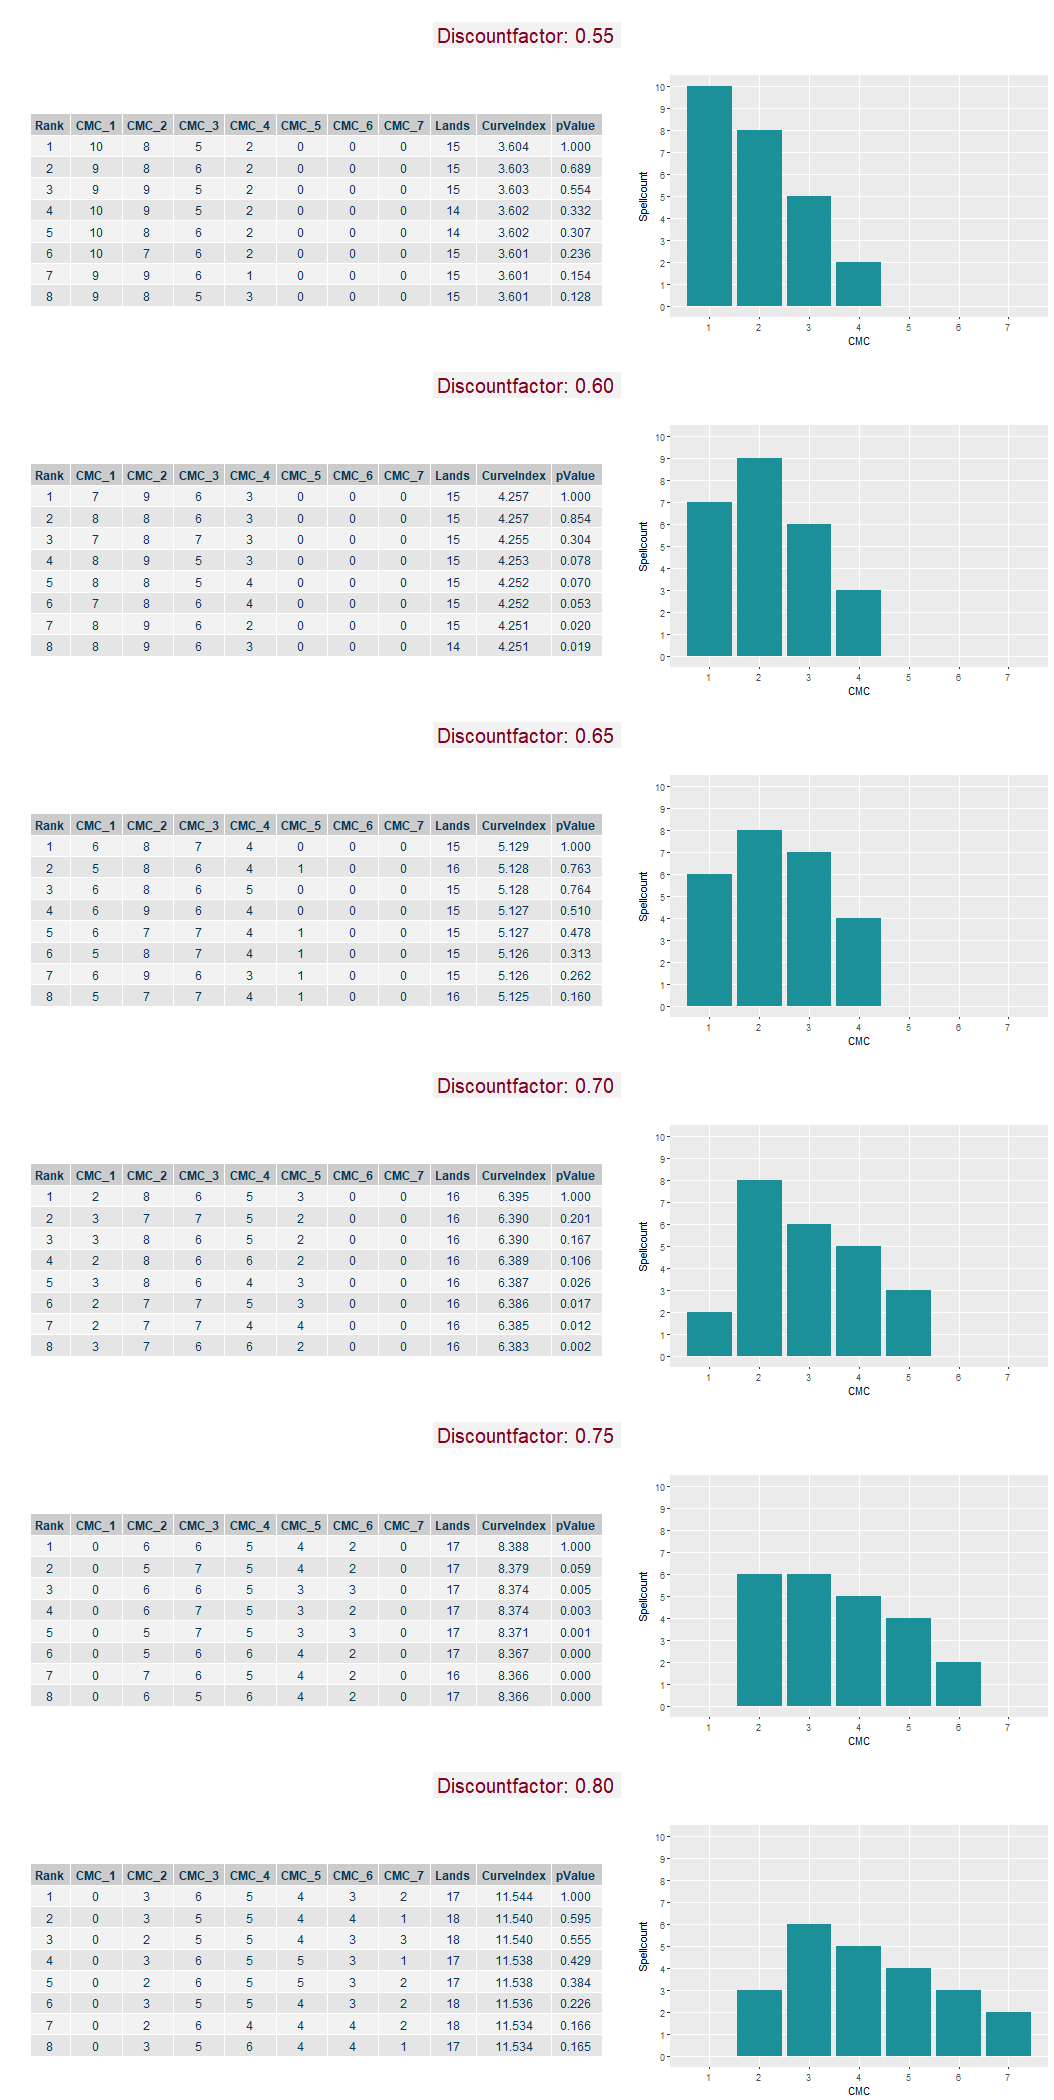 Discountfactor: 0.55
Rank CMC_1 CMC_2 CMC_3 CMC_4 CMC_5 CMC_6 CMC_7 Lands CurveIndex pValue
1 10 8 5 2 0 0 0 15 3.604 1.000
2 9 8 6 2 0 0 0 15 3.603 0.689
3 9 9 5 2 0 0 0 15 3.603 0.554
4 10 9 5 2 0 0 0 14 3.602 0.332
5 10 8 6 2 0 0 0 14 3.602 0.307
6 10 7 6 2 0 0 0 15 3.601 0.236
7 9 9 6 1 0 0 0 15 3.601 0.154
8 9 8 5 3 0 0 0 15 3.601 0.128
Spellcount
10
9
8
7
6
5
4
3
2
1
0
1 2 3 4 5 6 7
CMC
Discountfactor: 0.60
Rank CMC_1 CMC_2 CMC_3 CMC_4 CMC_5 CMC_6 CMC_7 Lands CurveIndex pValue
1 7 9 6 3 0 0 0 15 4.257 1.000
2 8 8 6 3 0 0 0 15 4.257 0.854
3 7 8 7 3 0 0 0 15 4.255 0.304
4 8 9 5 3 0 0 0 15 4.253 0.078
5 8 8 5 4 0 0 0 15 4.252 0.070
6 7 8 6 4 0 0 0 15 4.252 0.053
7 8 9 6 2 0 0 0 15 4.251 0.020
8 8 9 6 3 0 0 0 14 4.251 0.019
Spellcount
10
9
8
7
6
5
4
3
2
1
0
1 2 3 4 5 6 7
CMC
Discountfactor: 0.65
Rank CMC_1 CMC_2 CMC_3 CMC_4 CMC_5 CMC_6 CMC_7 Lands CurveIndex pValue
1 6 8 7 4 0 0 0 15 5.129 1.000
2 5 8 6 4 1 0 0 16 5.128 0.763
3 6 8 6 5 0 0 0 15 5.128 0.764
4 6 9 6 4 0 0 0 15 5.127 0.510
5 6 7 7 4 1 0 0 15 5.127 0.478
6 5 8 7 4 1 0 0 15 5.126 0.313
7 6 9 6 3 1 0 0 15 5.126 0.262
8 5 7 7 4 1 0 0 16 5.125 0.160
Spellcount
10
9
8
7
6
5
4
3
2
1
0
1 2 3 4 5 6 7
CMC
Discountfactor: 0.70
Rank CMC_1 CMC_2 CMC_3 CMC_4 CMC_5 CMC_6 CMC_7 Lands CurveIndex pValue
1 2 8 6 5 3 0 0 16 6.395 1.000
2 3 7 7 5 2 0 0 16 6.390 0.201
3 3 8 6 5 2 0 0 16 6.390 0.167
4 2 8 6 6 2 0 0 16 6.389 0.106
5 3 8 6 4 3 0 0 16 6.387 0.026
6 2 7 7 5 3 0 0 16 6.386 0.017
7 2 7 7 4 4 0 0 16 6.385 0.012
8 3 7 6 6 2 0 0 16 6.383 0.002
Spellcount
10
9
8
7
6
5
4
3
2
1
0
1 2 3 4 5 6 7
CMC
Discountfactor: 0.75
Rank CMC_1 CMC_2 CMC_3 CMC_4 CMC_5 CMC_6 CMC_7 Lands CurveIndex pValue
1 0 6 6 5 4 2 0 17 8.388 1.000
2 0 5 7 5 4 2 0 17 8.379 0.059
3 0 6 6 5 3 3 0 17 8.374 0.005
4 0 6 7 5 3 2 0 17 8.374 0.003
5 0 5 7 5 3 3 0 17 8.371 0.001
6 0 5 6 6 4 2 0 17 8.367 0.000
7 0 7 6 5 4 2 0 16 8.366 0.000
8 0 6 5 6 4 2 0 17 8.366 0.000
Spellcount
10
9
8
7
6
5
4
3
2
1
0
1 2 3 4 5 6 7
CMC
Discountfactor: 0.80
Rank CMC_1 CMC_2 CMC_3 CMC_4 CMC_5 CMC_6 CMC_7 Lands CurveIndex pValue
1 0 3 6 5 4 3 2 17 11.544 1.000
2 0 3 5 5 4 4 1 18 11.540 0.595
3 0 2 5 5 4 3 3 18 11.540 0.555
4 0 3 6 5 5 3 1 17 11.538 0.429
5 0 2 6 5 5 3 2 17 11.538 0.384
6 0 3 5 5 4 3 2 18 11.536 0.226
7 0 2 6 4 4 4 2 18 11.534 0.166
8 0 3 5 6 4 4 1 17 11.534 0.165
Spellcount
10
9
8
7
6
5
4
3
2
1
0
1 2 3 4 5 6 7
CMC